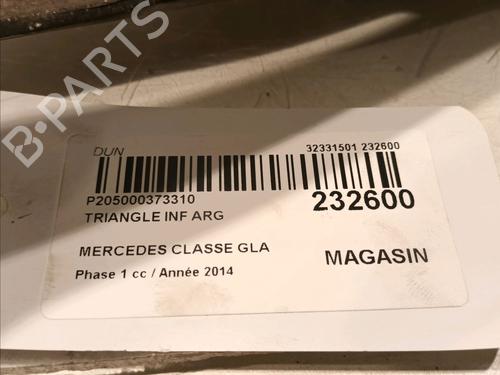 DUN
32331501 232600
P205000373310
232600
TRIANGLE INF ARG
MERCEDES CLASSE GLA
MAGASIN
Phase 1 cc / Année 2014
B-PARTS